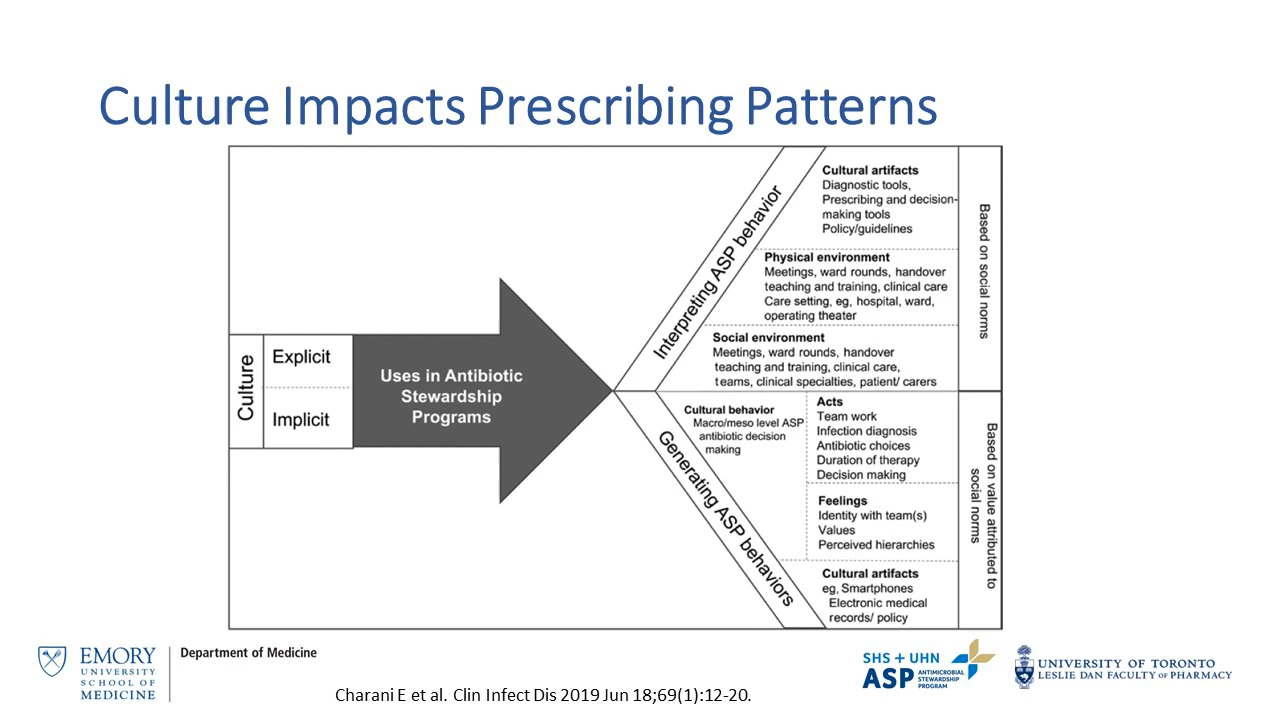 Culture Impacts Prescribing Patterns
Culture
Explicit
Implicit
Uses in Antibiotic
Stewardship
Programs
Interpreting ASP behavior
Cultural artifacts
Diagnostic tools,
Prescribing and decision-
making tools
Policy/guidelines
Physical environment
Meetings, ward rounds, handover
teaching and training, clinical care
Care setting, eg, hospital, ward,
operating theater
Social environment
Meetings, ward rounds, handover
teaching and training, clinical care,
teams, clinical specialties, patient/ carers
Based on social norms
Generating ASP behaviors
Cultural behavior
Macro/meso level ASP
antibiotic decision
making
Acts
Team work
Infection diagnosis
Antibiotic choices
Duration of therapy
Decision making
Feelings
Identity with team(s)
Values
Perceived hierarchies
Cultural artifacts
eg, Smartphones
Electronic medical
records/ policy
Based on value attributed to
social norms
EMORY
UNIVERSITY
SCHOOL OF
MEDICINE
Department of Medicine
Charani E et al. Clin Infect Dis 2019 Jun 18;69(1):12-20.
SHS + UHN
ASP
ANTIMICROBIAL
STEWARDSHIP
PROGRAM
UNIVERSITY OF TORONTO
LESLIE DAN FACULTY OF PHARMACY